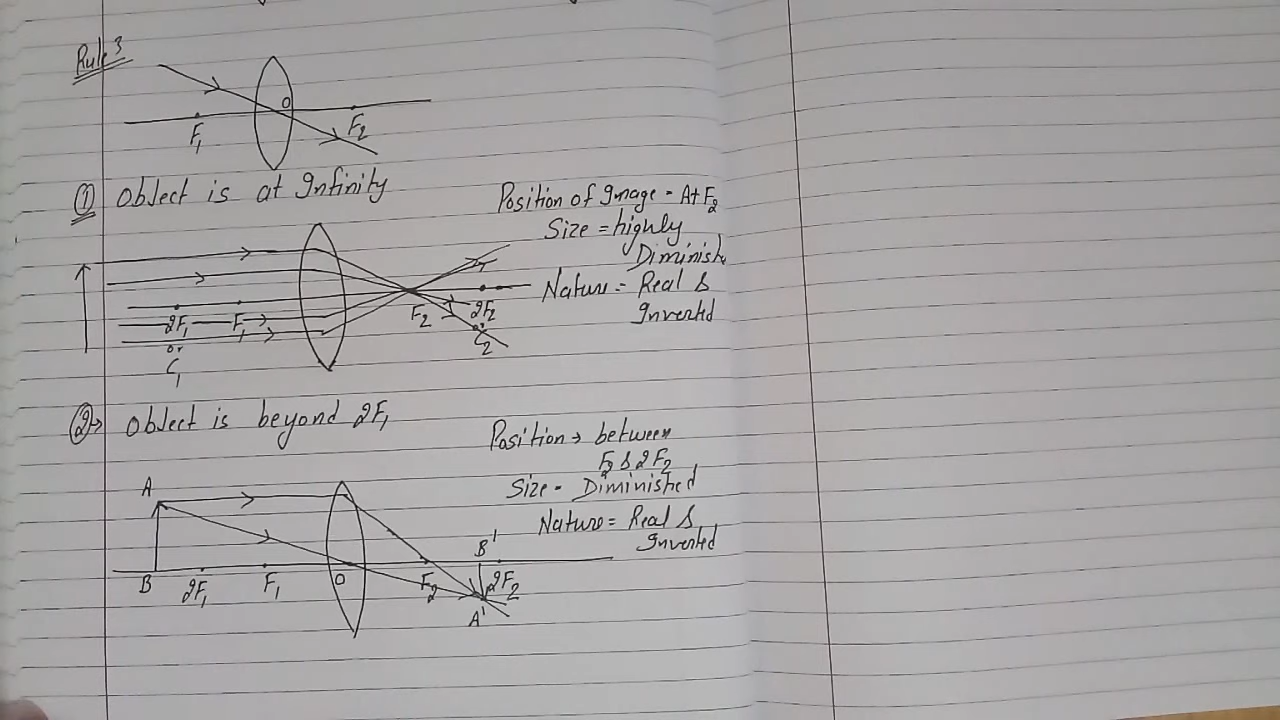 Rule 3
O
F1 F2
① Object is at Infinity
Position of Image - At F2
Size = highly
Diminish
Nature = Real &
Inverted
2F1 F1 F2 2F2
or or
C1 C2
② → Object is beyond 2F1
Position → between
F2 & 2F2
Size - Diminished
Nature = Real &
Inverted
A
B' 
B 2F1 F1 O F2 2F2
A'